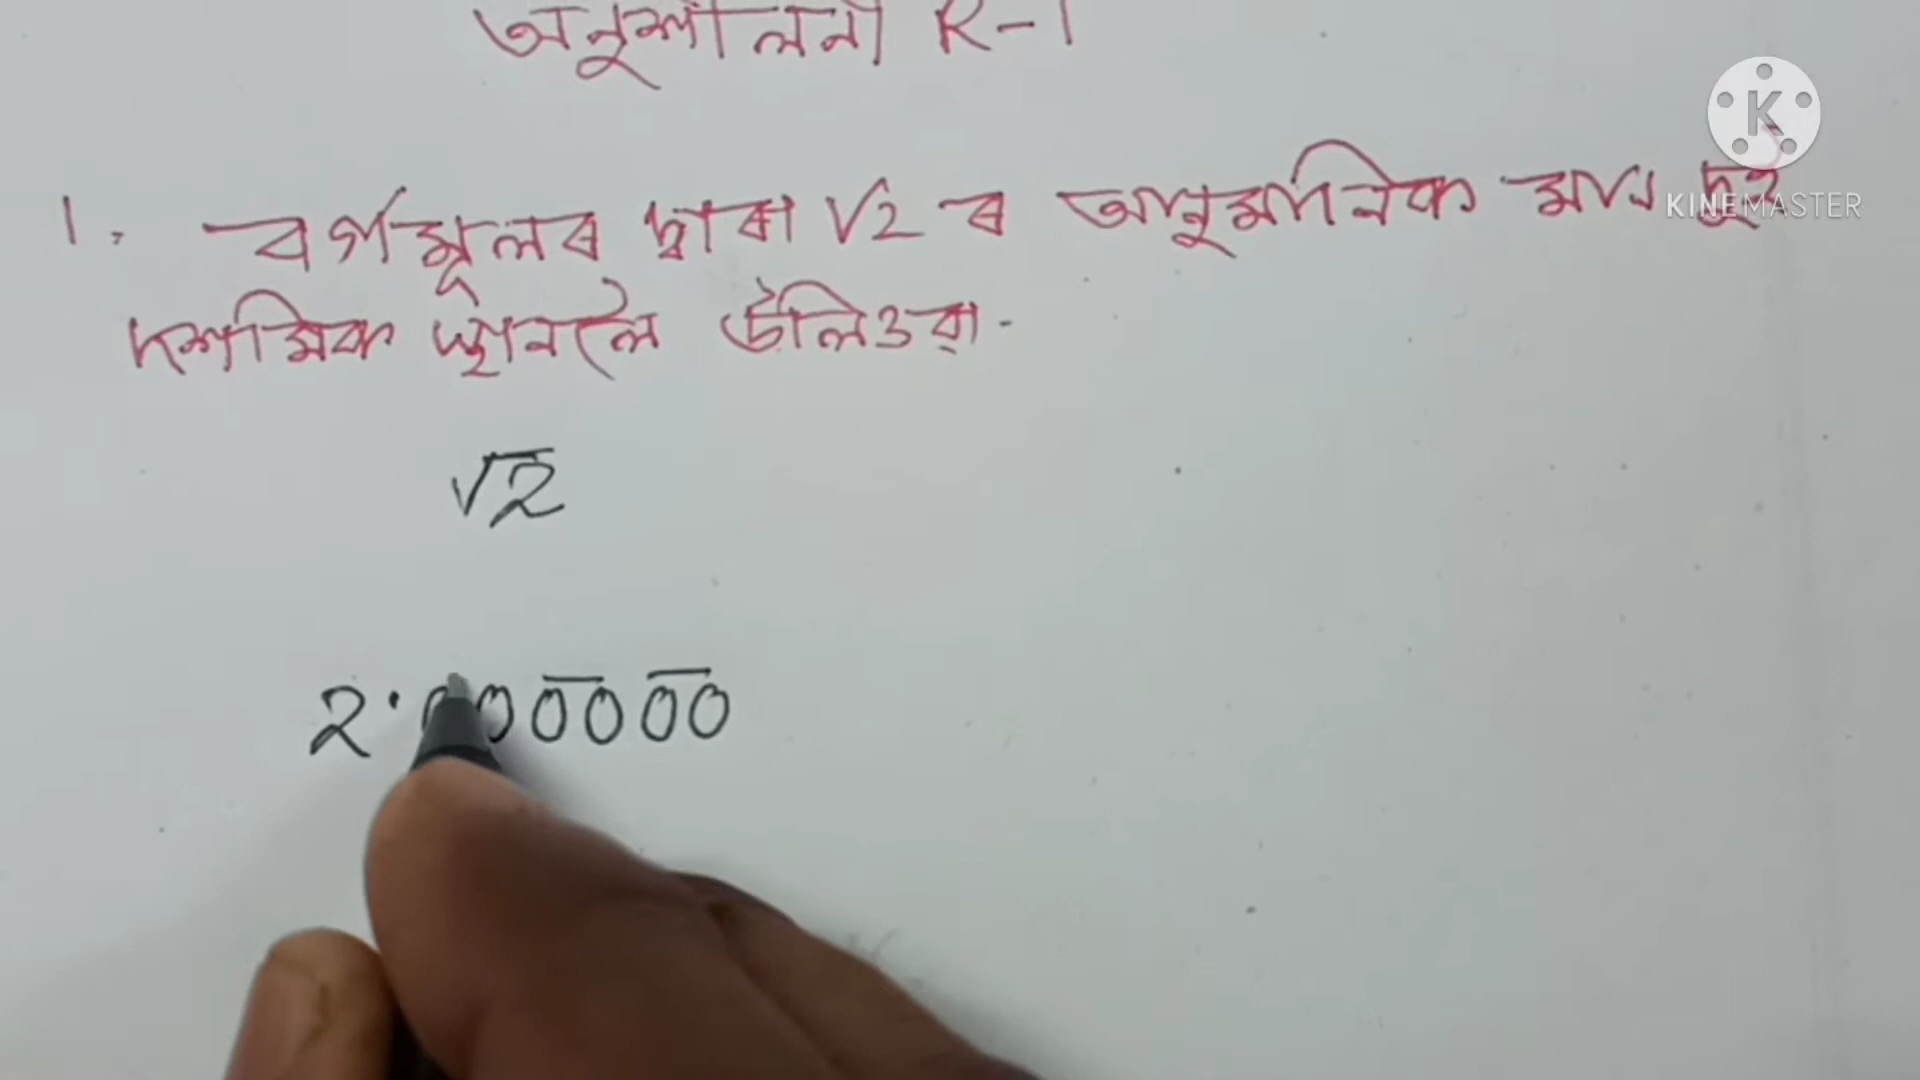 অনুশীলনী R-1
1. বৰ্গমূলৰ দ্বাৰা √2 ৰ আনুমানিক মান দুই
দশমিক স্থানলৈ উলিওৱা.
√2
2.000000
K
KINEMASTER